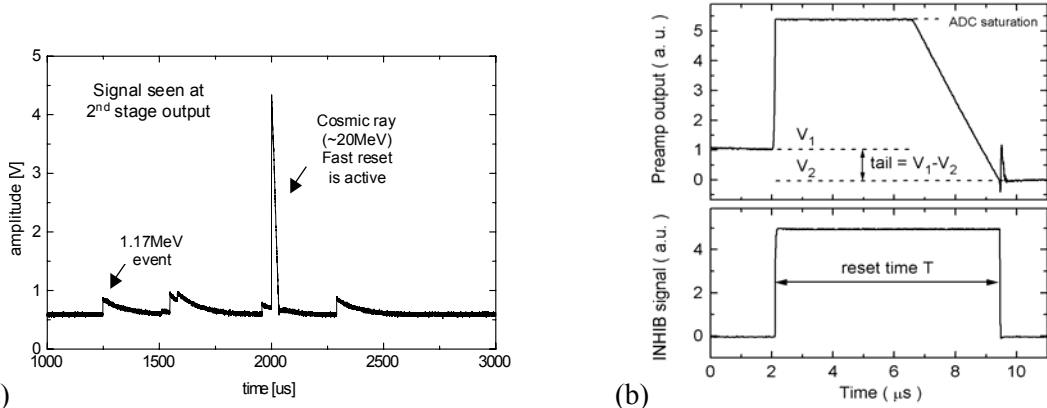 5
4
3
2
1
0
1000
1500
2000
2500
3000
amplitude [V]
time [us]
Signal seen at
2nd stage output
Cosmic ray
(~20MeV)
Fast reset
is active
1.17MeV
event
)
(b)
Preamp output ( a. u. )
5
4
3
2
1
0
ADC saturation
V1
V2
tail = V1-V2
INHIB signal ( a.u. )
4
2
0
reset time T
0
2
4
6
8
10
Time ( μs )